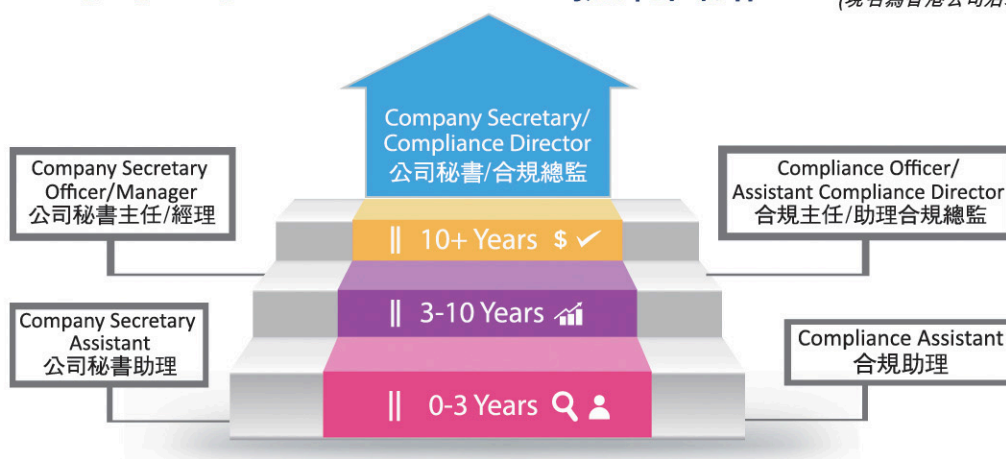 Company Secretary/
Compliance Director
公司秘書/合規總監
Company Secretary
Officer/Manager
公司秘書主任/經理
Compliance Officer/
Assistant Compliance Director
合規主任/助理合規總監
10+ Years $
3-10 Years
Company Secretary
Assistant
公司秘書助理
Compliance Assistant
合規助理
0-3 Years